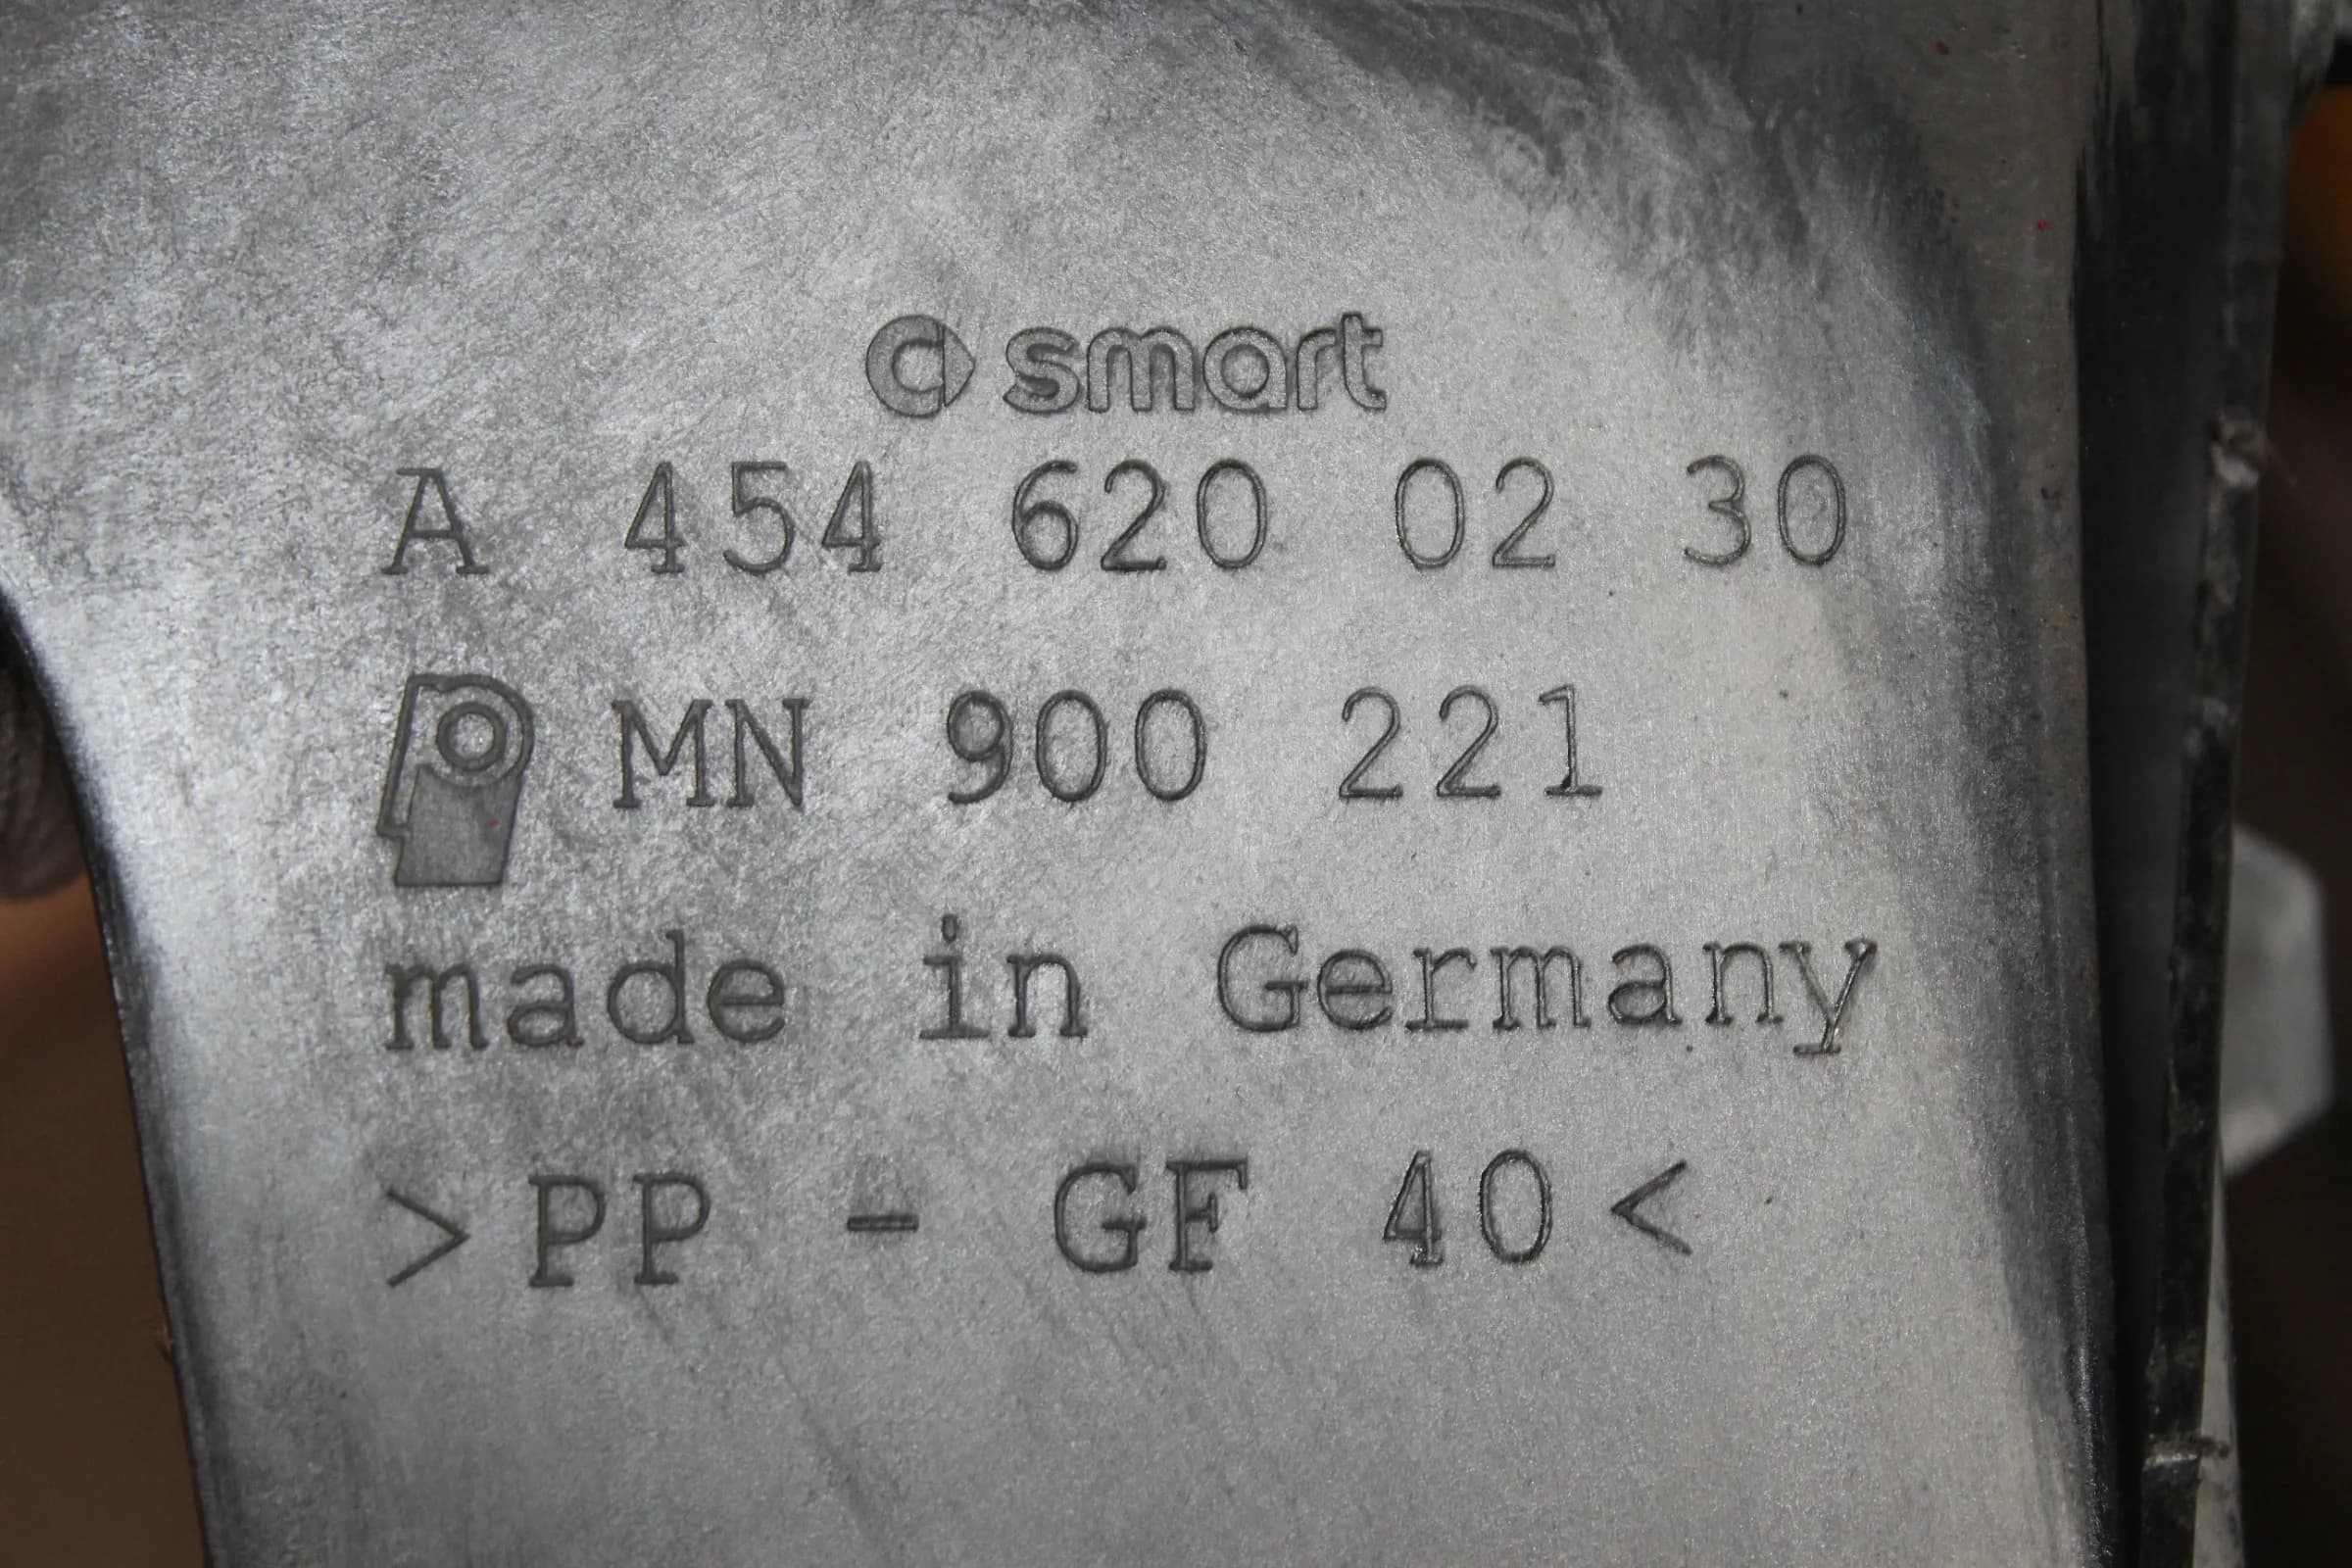 smart
A 454 620 02 30
MN 900 221
made in Germany
>PP - GF 40<